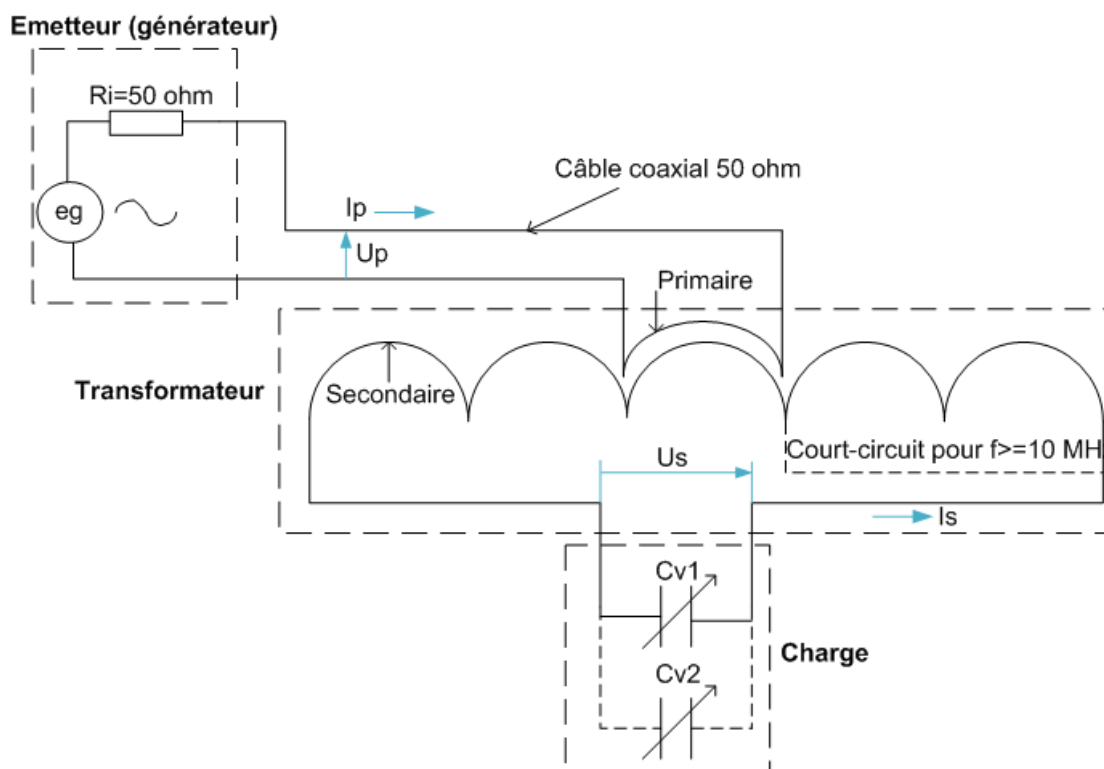 Emetteur (générateur)
Ri=50 ohm
Câble coaxial 50 ohm
eg
Ip
Up
Primaire
Transformateur
Secondaire
Court-circuit pour f>=10 MH
Us
Is
Cv1
Charge
Cv2